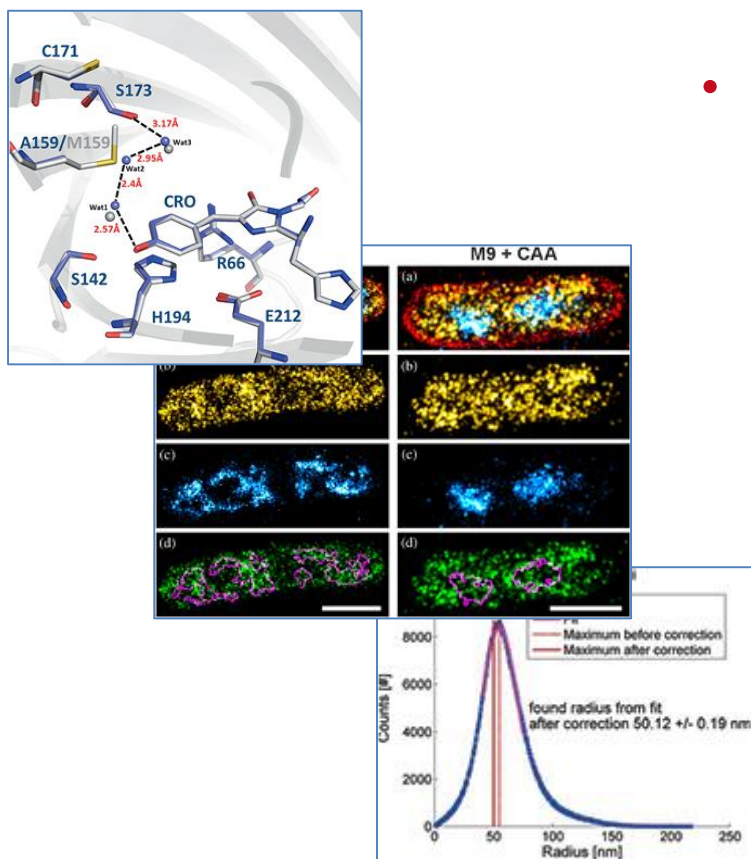 C171
S173
3.17Å
A159/M159
Wat3
2.95Å
Wat2
2.4Å
Wat1
CRO
2.57Å
R66
S142
H194
E212
M9 + CAA
(a)
(b)
(b)
(c)
(c)
(d)
(d)
Fit
Maximum before correction
Maximum after correction
found radius from fit
after correction 50.12 +/- 0.19 nm
Counts [#]
8000
6000
4000
2000
0
0
50
100
150
200
250
Radius [nm]